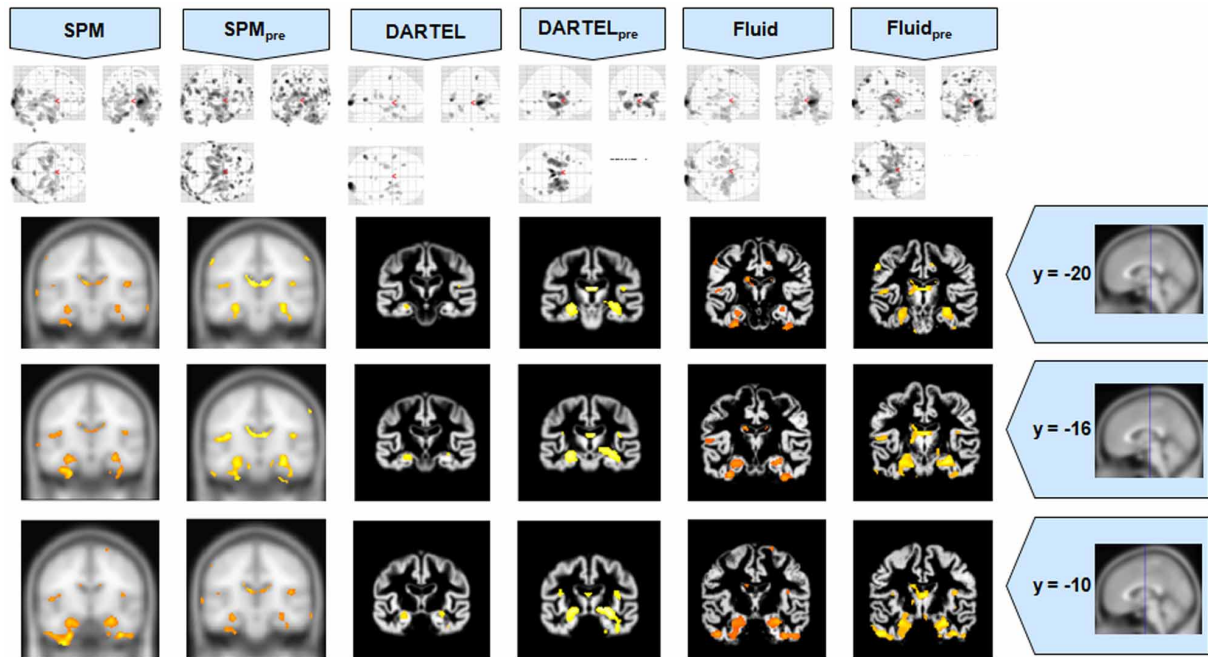 SPM
SPMpre
DARTEL
DARTELpre
Fluid
Fluidpre
y = -20
y = -16
y = -10